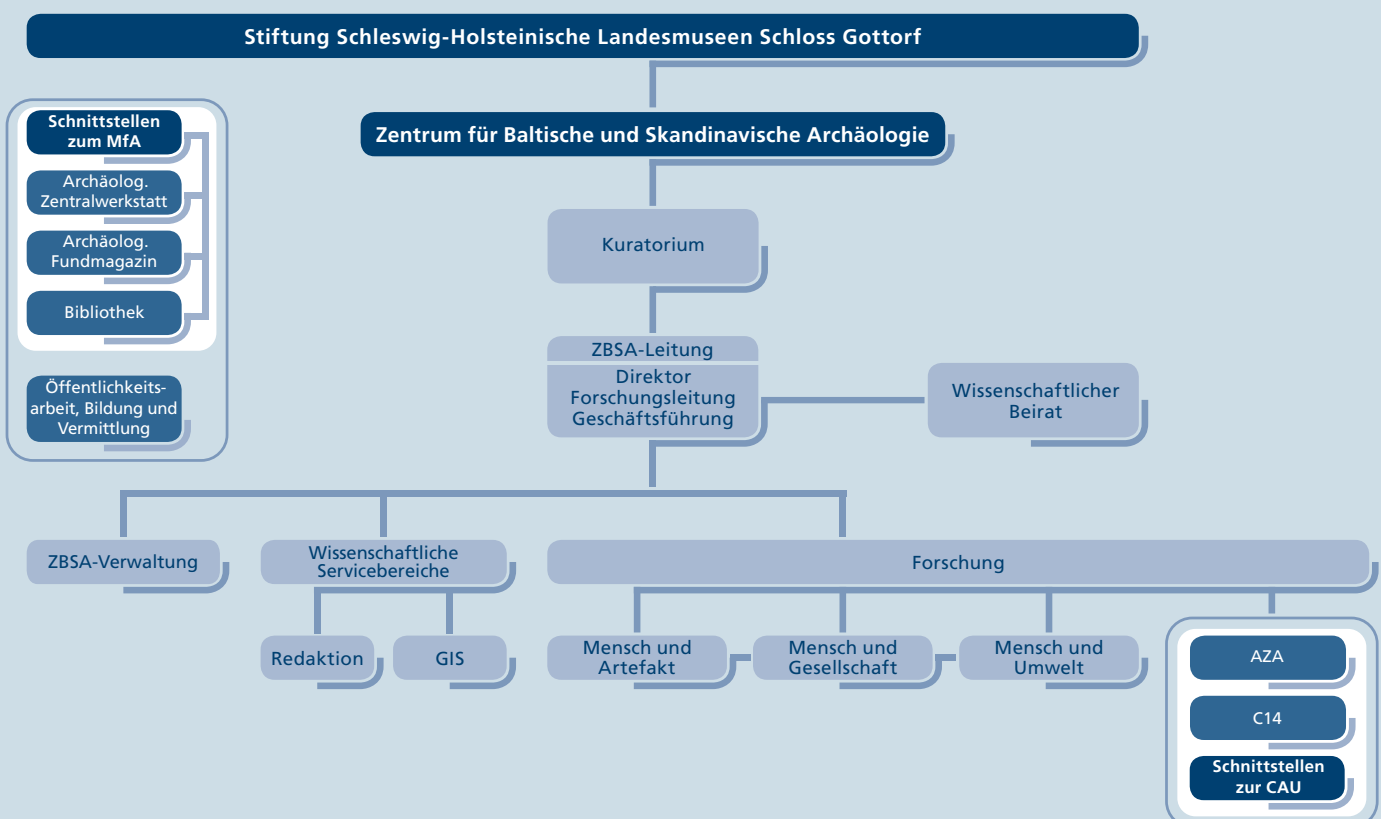 Stiftung Schleswig-Holsteinische Landesmuseen Schloss Gottorf
Zentrum für Baltische und Skandinavische Archäologie
Schnittstellen
zum MfA
Archäolog.
Zentralwerkstatt
Archäolog.
Fundmagazin
Bibliothek
Öffentlichkeits-
arbeit, Bildung und
Vermittlung
Kuratorium
ZBSA-Leitung
Direktor
Forschungsleitung
Geschäftsführung
Wissenschaftlicher
Beirat
ZBSA-Verwaltung
Wissenschaftliche
Servicebereiche
Forschung
Redaktion
GIS
Mensch und
Artefakt
Mensch und
Gesellschaft
Mensch und
Umwelt
AZA
C14
Schnittstellen
zur CAU